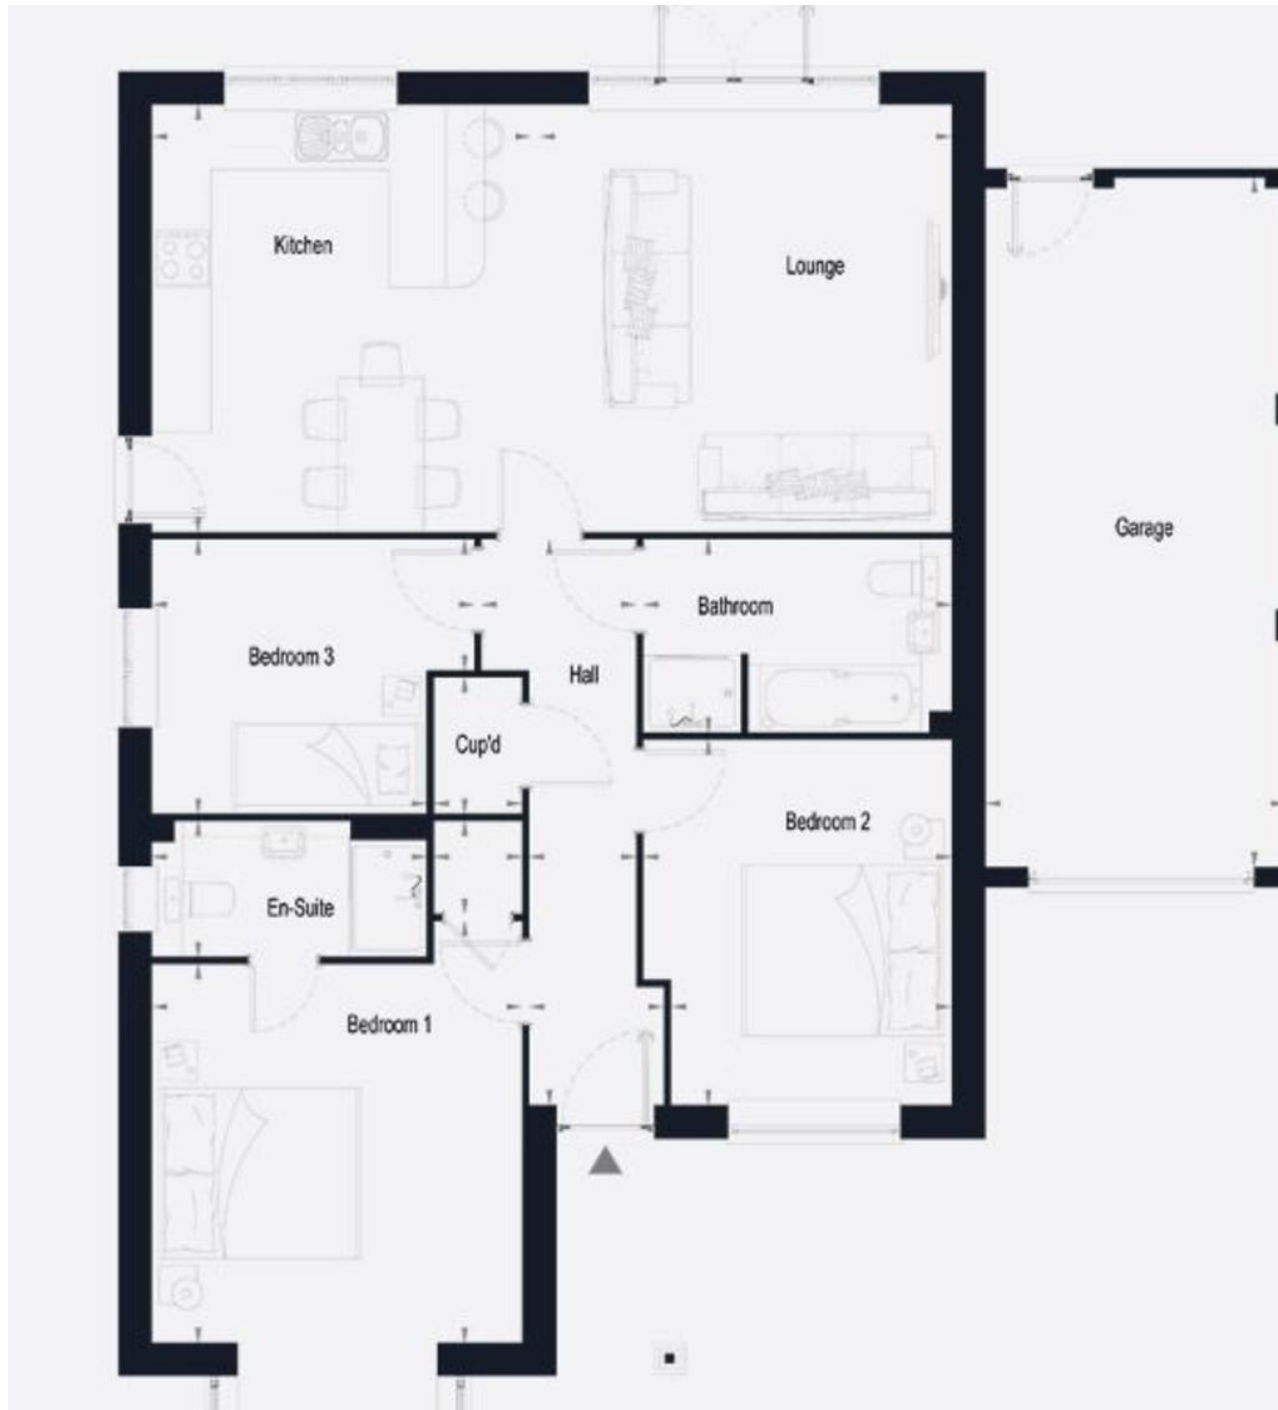 Kitchen
Lounge
Garage
Bathroom
Bedroom 3
Hall
Cup'd
Bedroom 2
En-Suite
Bedroom 1